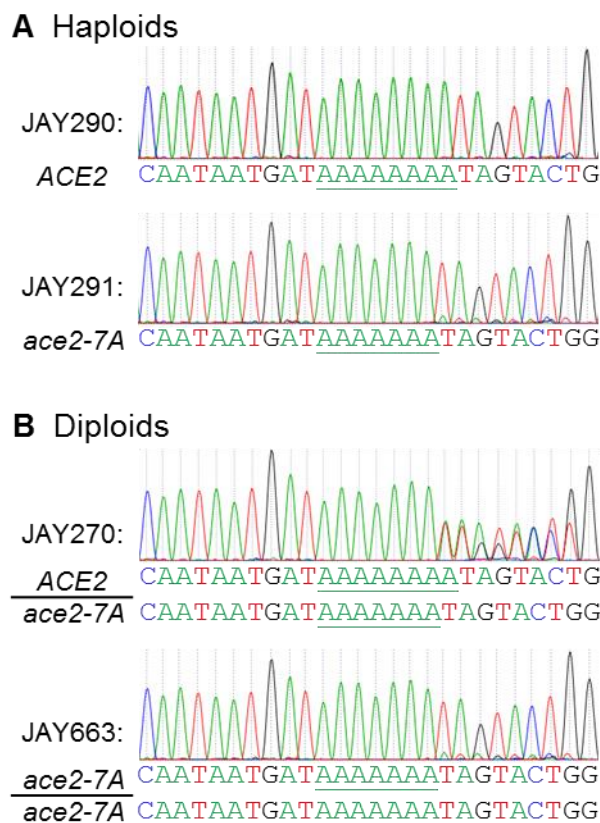 A Haploids
JAY290:
ACE2 CAATAATGATAAAAAAAATAGTACTG
JAY291:
ace2-7A CAATAATGATAAAAAAATAGTACTGG
B Diploids
JAY270:
ACE2 CAATAATGATAAAAAAAATAGTACTG
ace2-7A CAATAATGATAAAAAAATAGTACTGG
JAY663:
ace2-7A CAATAATGATAAAAAAATAGTACTGG
ace2-7A CAATAATGATAAAAAAATAGTACTGG